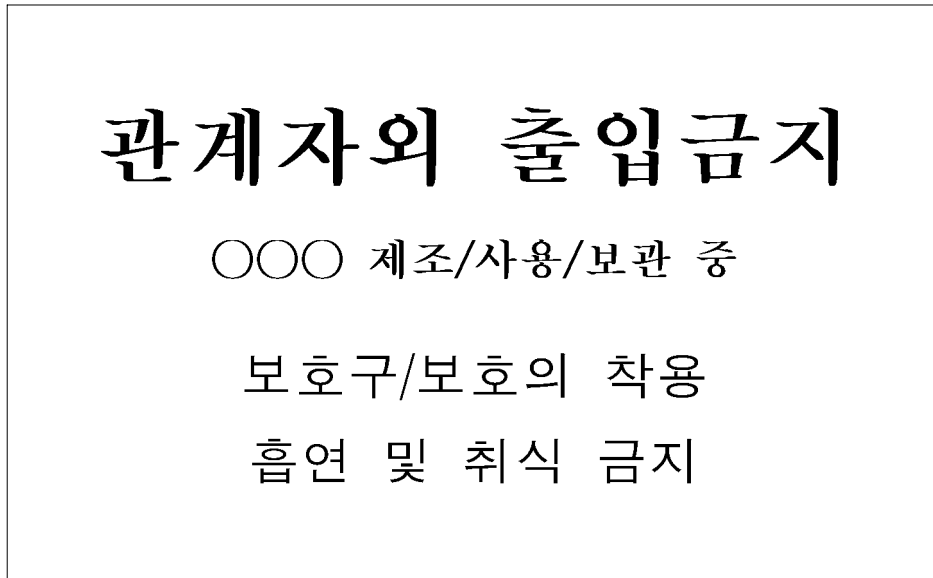 관계자외 출입금지
○○○ 제조/사용/보관 중
보호구/보호의 착용
흡연 및 취식 금지